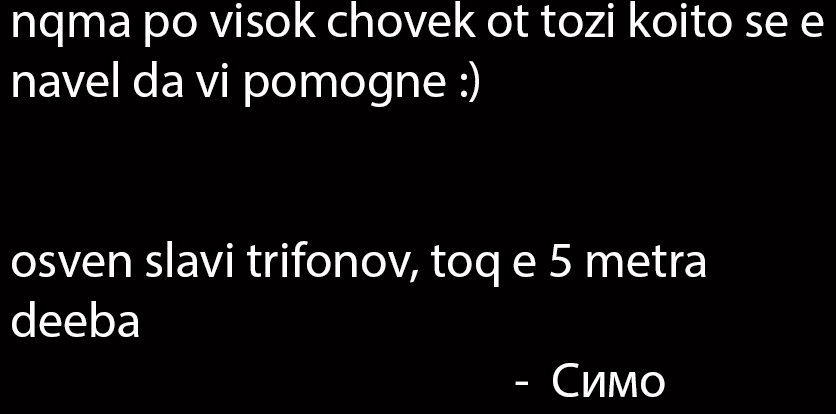 nqma po visok chovek ot tozi koito se e
navel da vi pomogne :)
osven slavi trifonov, toq e 5 metra
deeba
- Симо